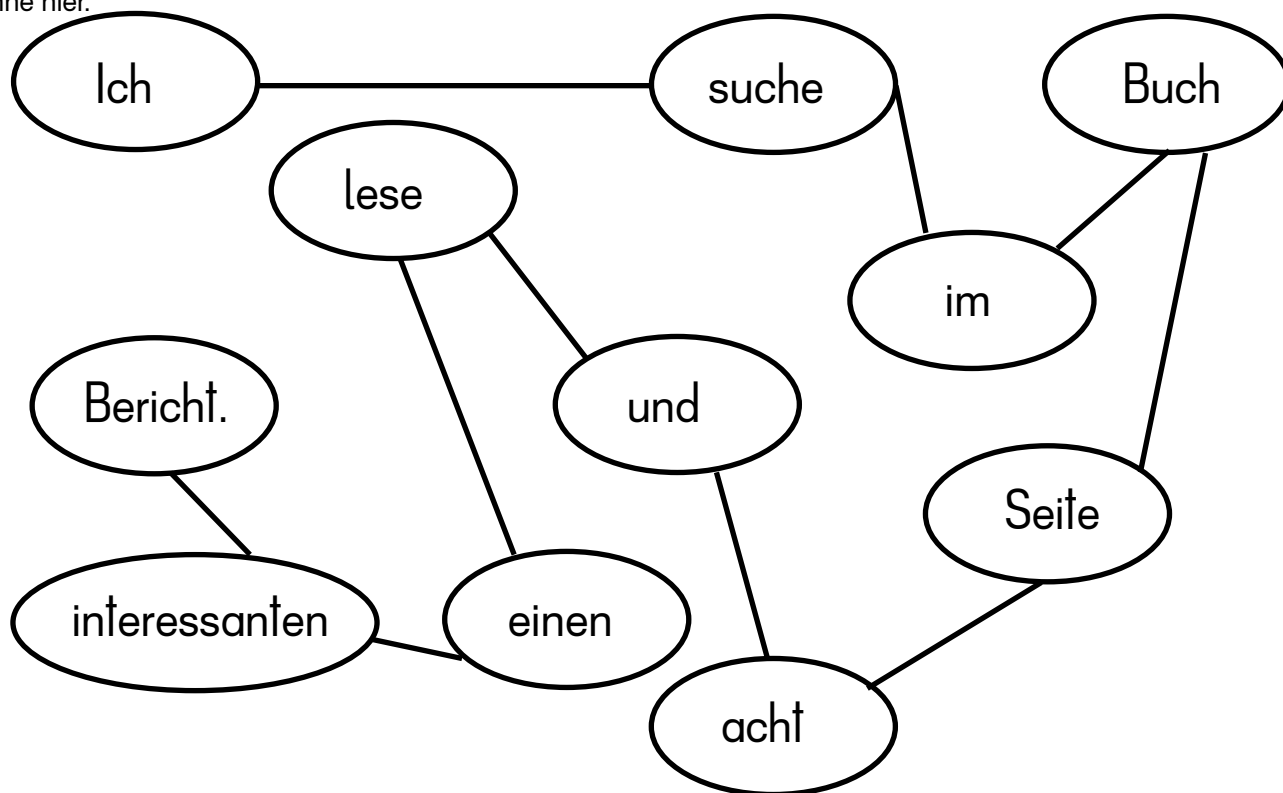 hier.
Ich
suche
Buch
lese
im
Bericht.
und
Seite
interessanten
einen
acht